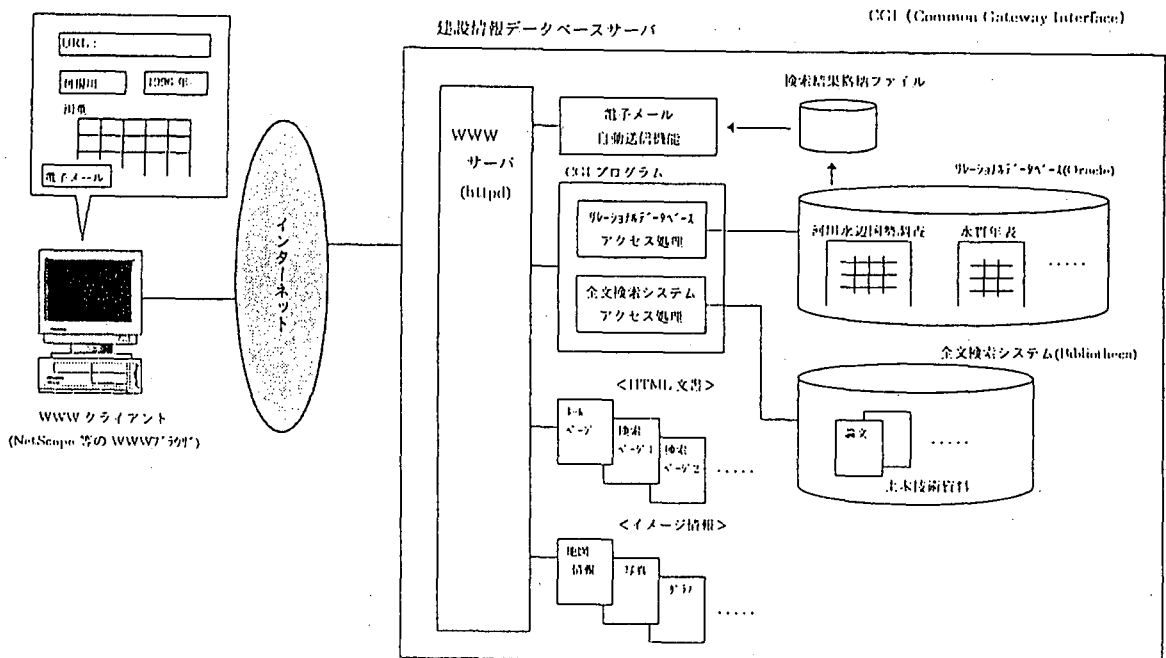 CGI (Common Gateway Interface)
建設情報データベースサーバ
URL:
1996年
電子メール
WWWクライアント
(NetScape 等の WWWブラウザ)
インターネット
WWW
サーバ
(httpd)
電子メール
自動送信機能
検索結果格納ファイル
CGIプログラム
リレーショナルデータベース
アクセス処理
全文検索システム
アクセス処理
リレーショナルデータベース(Oracle)
河川水辺国勢調査
水質年表
.....
全文検索システム(Bibliotheca)
論文
.....
土木技術資料
<HTML文書>
ホーム
ページ
検索
ページ1
検索
ページ2
.....
<イメージ情報>
地図
情報
写真
グラフ
.....